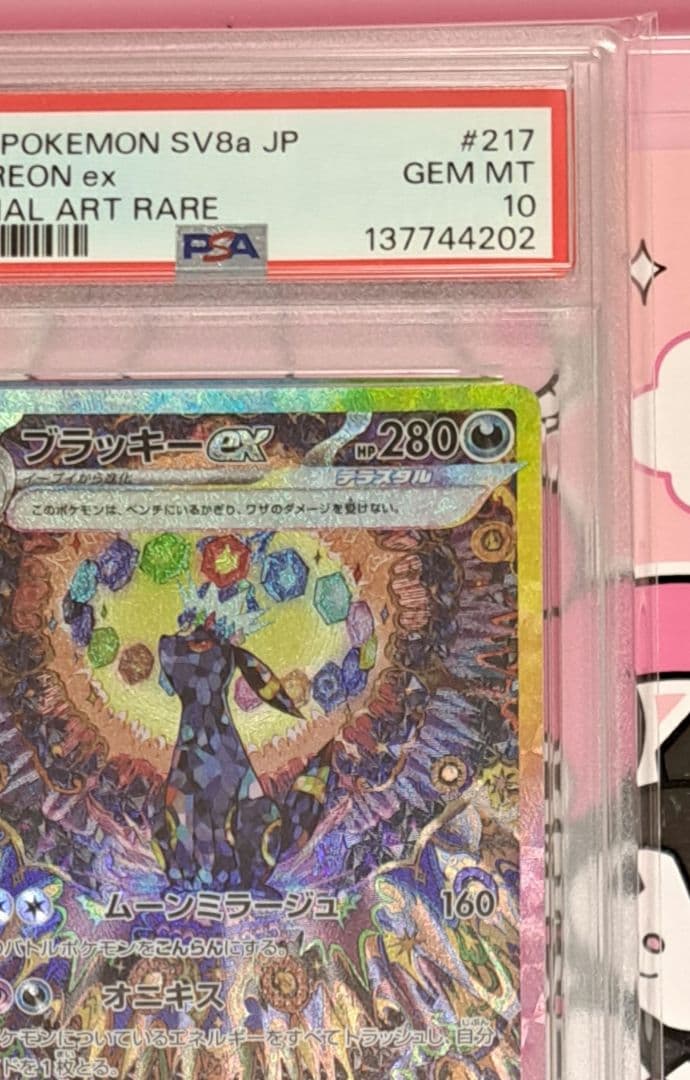 POKEMON SV8a JP #217
REON ex GEM MT
IAL ART RARE 10
PSA 137744202
ブラッキーex HP280
イーブイから進化 テラスタル
このポケモンは、ベンチにいるかぎり、ワザのダメージを受けない。
ムーンミラージュ 160
バトルポケモンをこんらんにする。
オニキス
ケモンについているエネルギーをすべてトラッシュし、自分
ドを1枚とる。